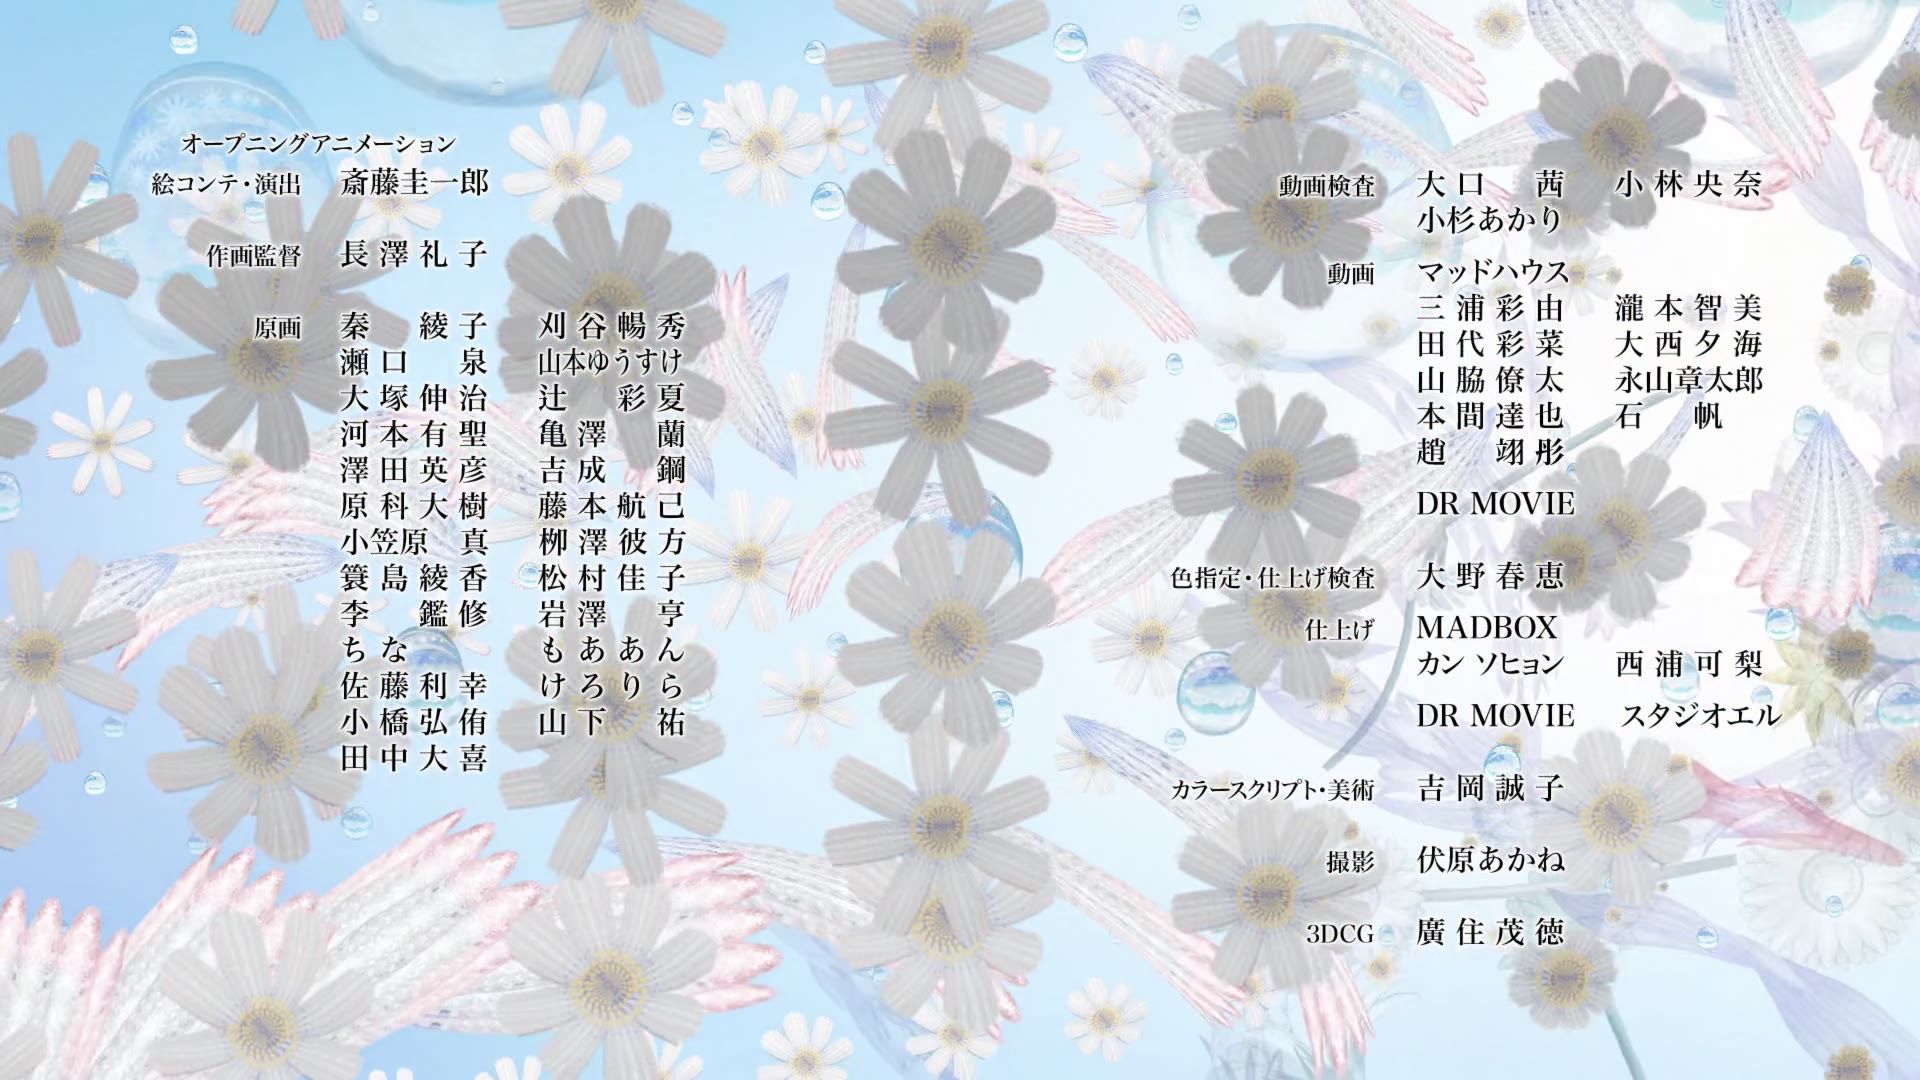 オープニングアニメーション
絵コンテ・演出 斎藤圭一郎
作画監督 長澤礼子
原画 秦 綾子 刈谷暢秀
瀬口 泉 山本ゆうすけ
大塚伸治 辻 彩夏
河本有聖 亀澤 蘭
澤田英彦 吉成 鋼
原科大樹 藤本航己
小笠原 真 栁澤彼方
簑島綾香 松村佳子
李 鑑修 岩澤 亨
ちな もああん
佐藤利幸 けろりら
小橋弘侑 山下 祐
田中大喜
動画検査 大口 茜 小林央奈
小杉あかり
動画 マッドハウス
三浦彩由 瀧本智美
田代彩菜 大西夕海
山脇僚太 永山章太郎
本間達也 石 帆
趙 翊彤
DR MOVIE
色指定・仕上げ検査 大野春恵
仕上げ MADBOX
カン ソヒョン 西浦可梨
DR MOVIE スタジオエル
カラースクリプト・美術 吉岡誠子
撮影 伏原あかね
3DCG 廣住茂徳